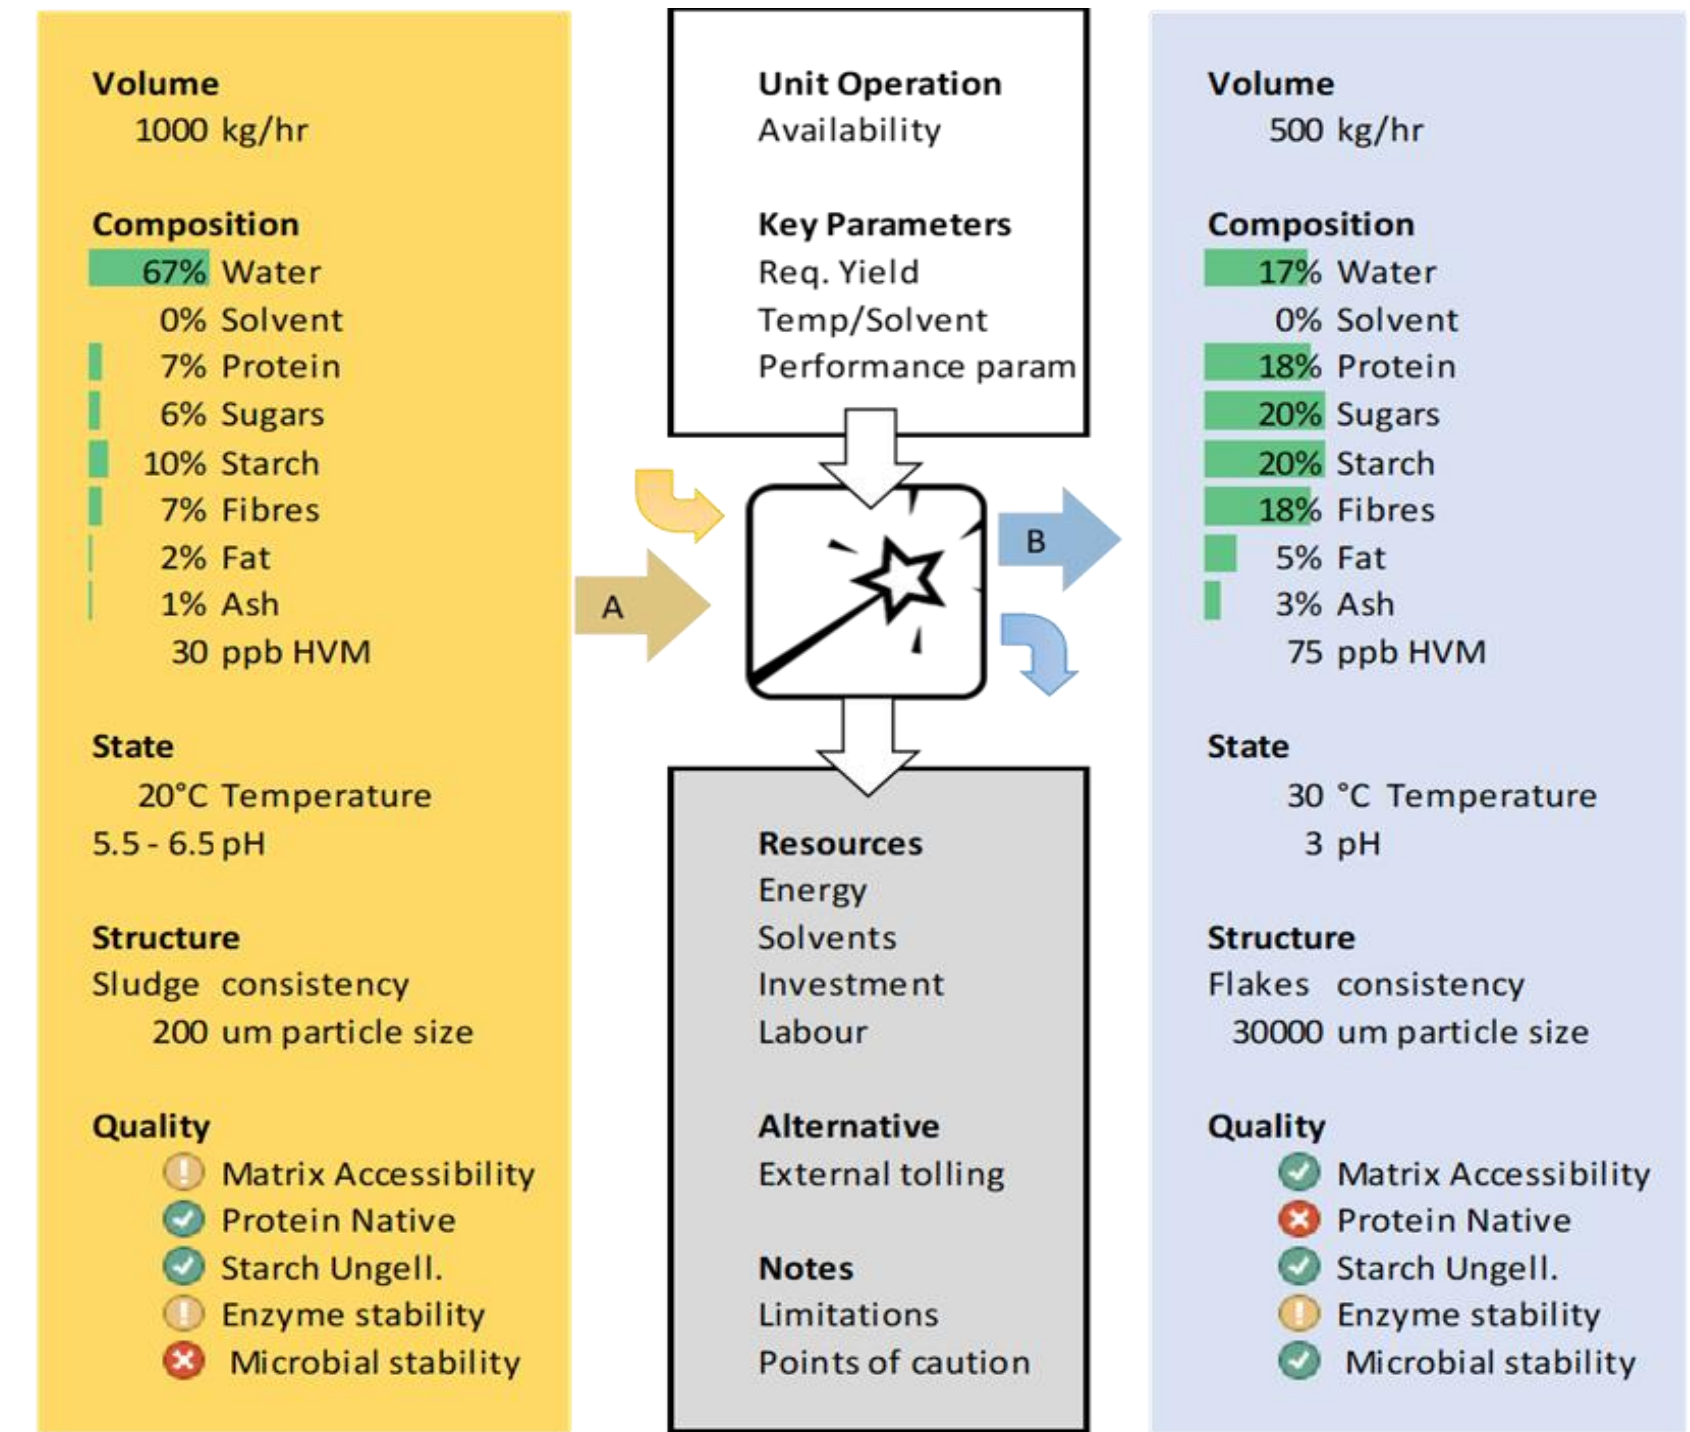 Volume
1000 kg/hr
Composition
67% Water
0% Solvent
7% Protein
6% Sugars
10% Starch
7% Fibres
2% Fat
1% Ash
30 ppb HVM
State
20°C Temperature
5.5 - 6.5 pH
Structure
Sludge consistency
200 um particle size
Quality
Matrix Accessibility
Protein Native
Starch Ungell.
Enzyme stability
Microbial stability
Unit Operation
Availability
Key Parameters
Req. Yield
Temp/Solvent
Performance param
A
B
Resources
Energy
Solvents
Investment
Labour
Alternative
External tolling
Notes
Limitations
Points of caution
Volume
500 kg/hr
Composition
17% Water
0% Solvent
18% Protein
20% Sugars
20% Starch
18% Fibres
5% Fat
3% Ash
75 ppb HVM
State
30 °C Temperature
3 pH
Structure
Flakes consistency
30000 um particle size
Quality
Matrix Accessibility
Protein Native
Starch Ungell.
Enzyme stability
Microbial stability